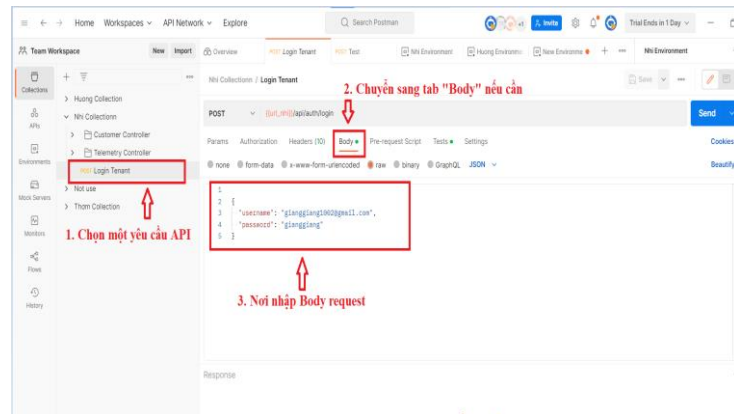 Home Workspaces API Network Explore
Search Postman
+1 Invite
Trial Ends in 1 Day
Team Workspace New Import
Overview POST Login Tenant POST Test Nhi Environment Huong Environme New Environme Nhi Environment
Collections
APIs
Environments
Mock Servers
Monitors
Flows
History
Huong Collection
Nhi Collectionn
Customer Controller
Telemetry Controller
POST Login Tenant
Not use
Thom Collection
1. Chọn một yêu cầu API
Nhi Collectionn / Login Tenant
Save
2. Chuyển sang tab "Body" nếu cần
POST {{url_nhi}}/api/auth/login
Send
Params Authorization Headers (10) Body Pre-request Script Tests Settings
Cookies
none form-data x-www-form-urlencoded raw binary GraphQL JSON
Beautify
1
2 {
3 "username": "gianggiang1002@gmail.com",
4 "password": "gianggiang"
5 }
3. Nơi nhập Body request
Response